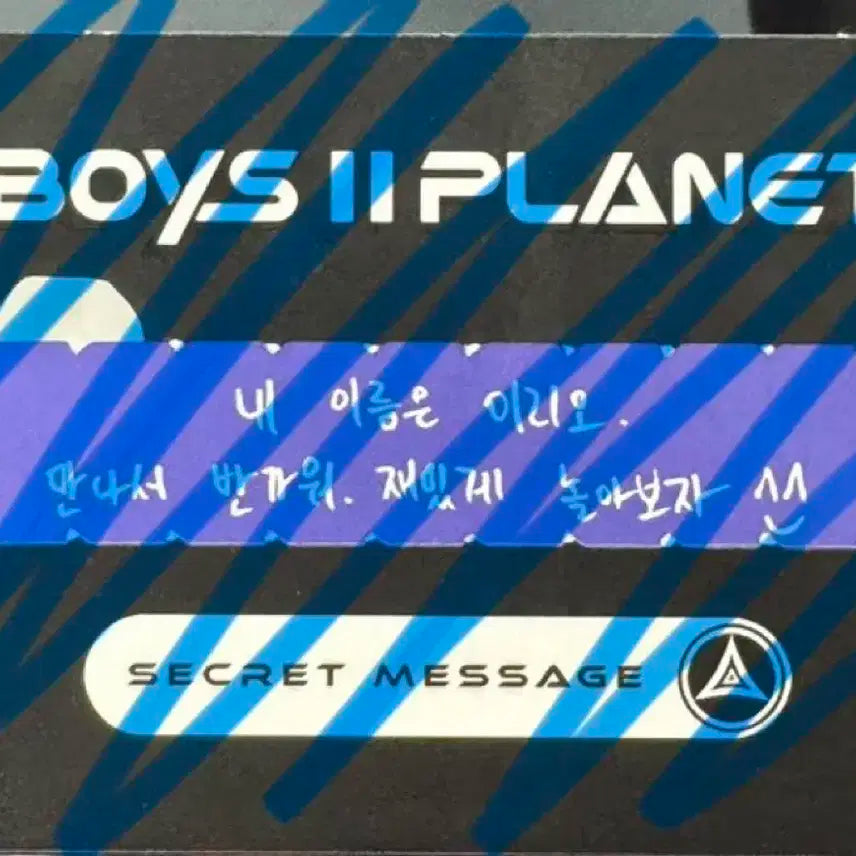 BOYS II PLANET
내 이름은 이리오.
만나서 반가워. 재밌게 놀아보자 ^^
SECRET MESSAGE